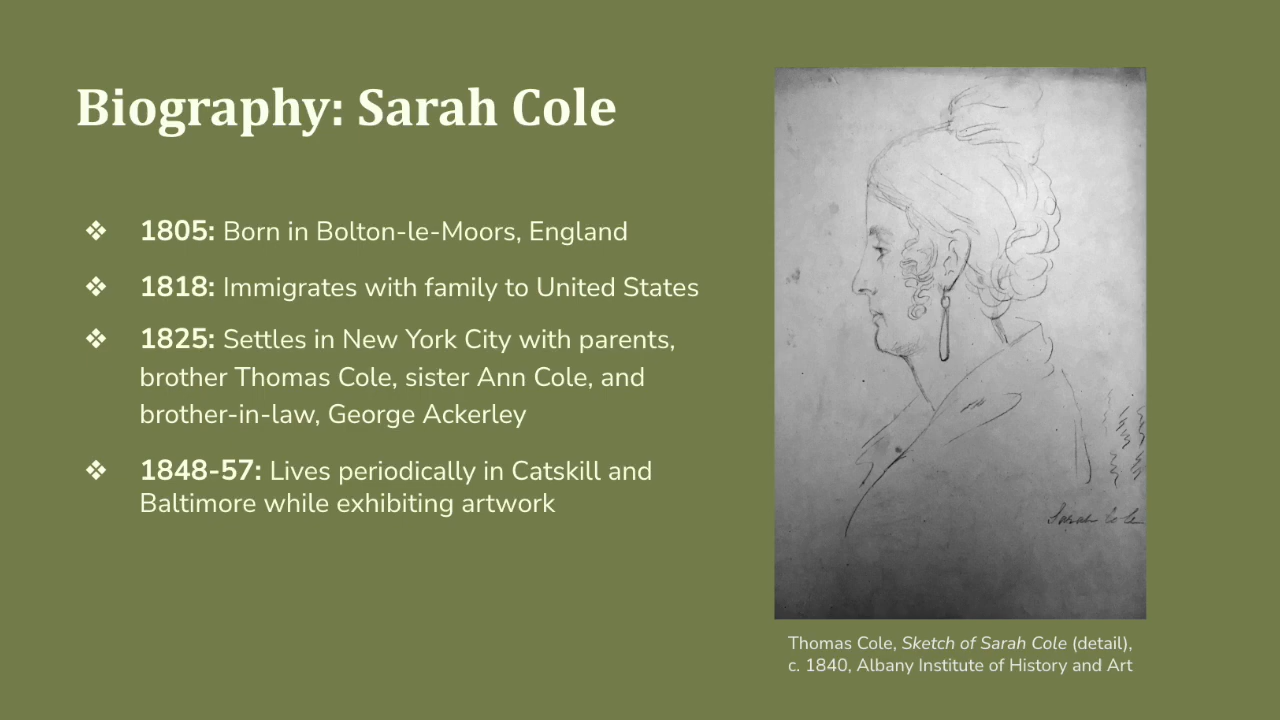 Biography: Sarah Cole
❖ 1805: Born in Bolton-le-Moors, England
❖ 1818: Immigrates with family to United States
❖ 1825: Settles in New York City with parents,
brother Thomas Cole, sister Ann Cole, and
brother-in-law, George Ackerley
❖ 1848-57: Lives periodically in Catskill and
Baltimore while exhibiting artwork
Sarah Cole
Thomas Cole, Sketch of Sarah Cole (detail),
c. 1840, Albany Institute of History and Art